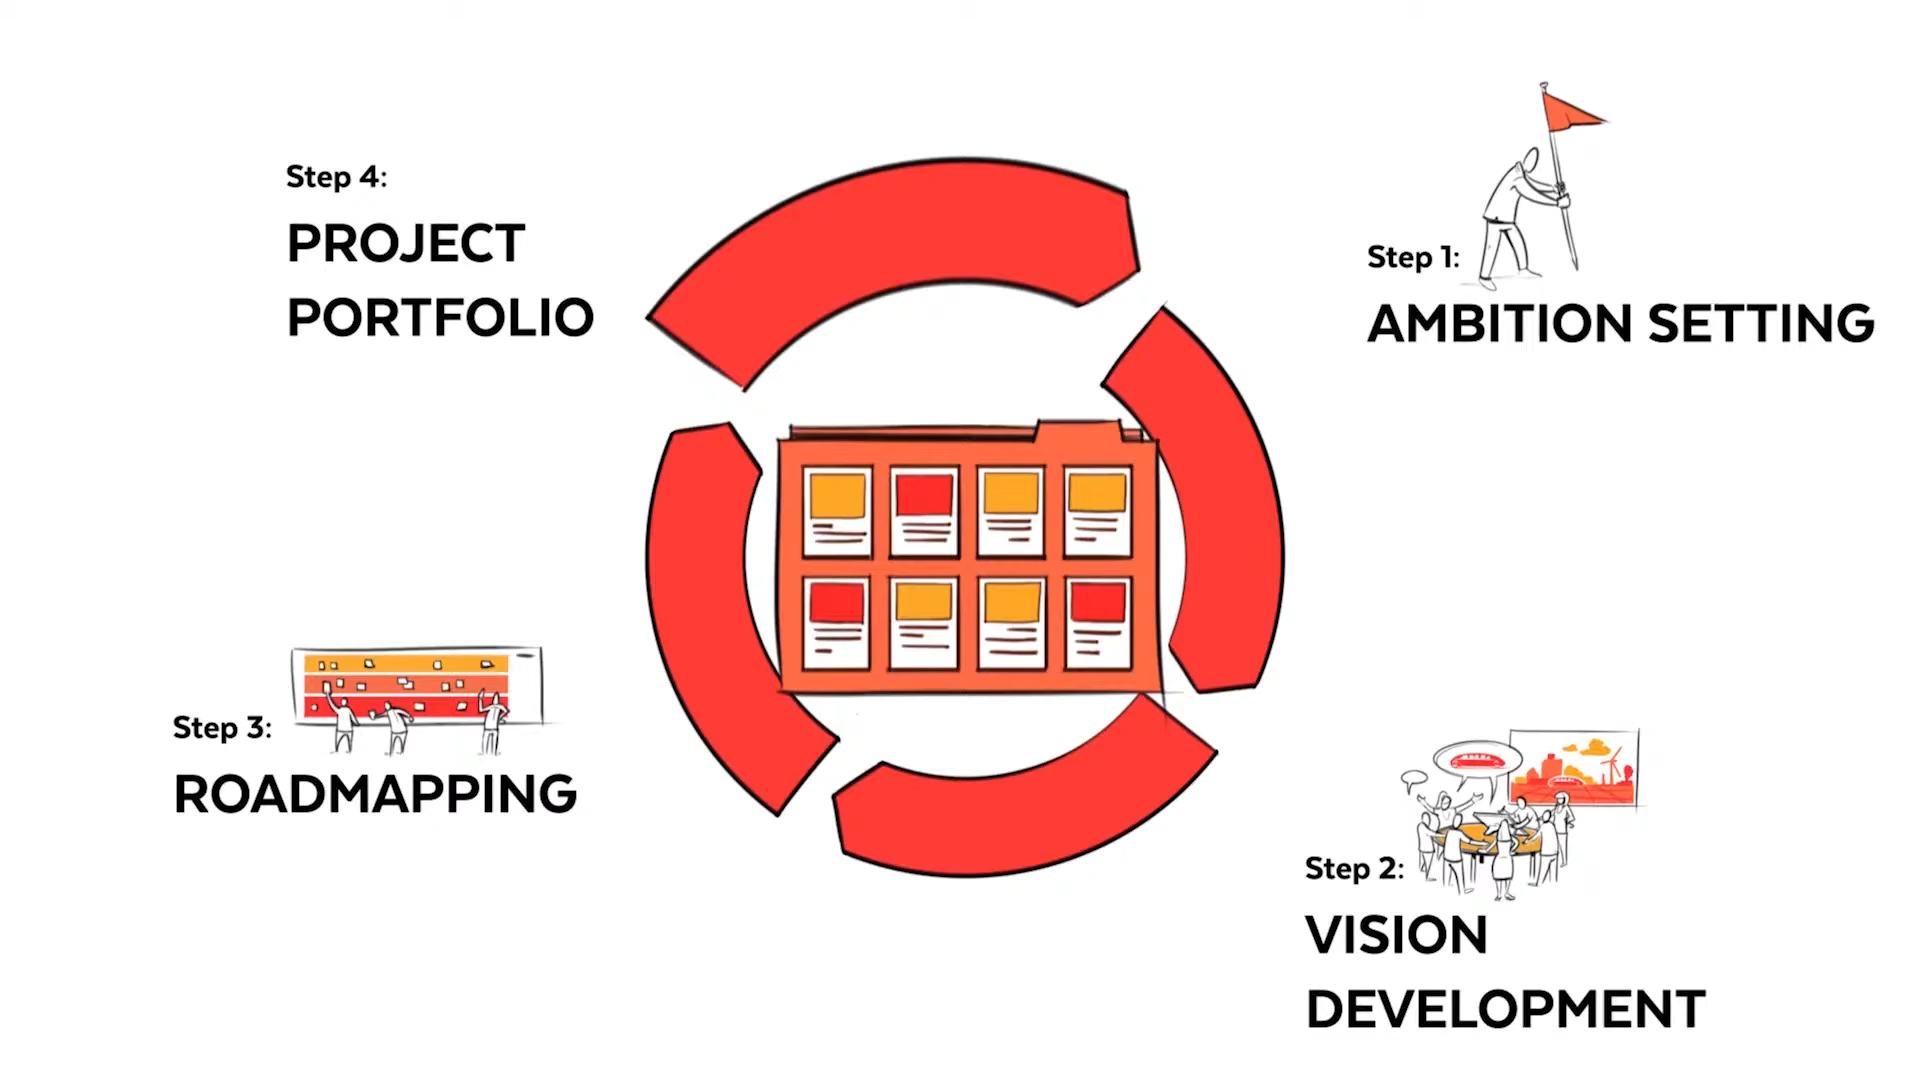 Step 4:
PROJECT
PORTFOLIO
Step 1:
AMBITION SETTING
Step 3:
ROADMAPPING
Step 2:
VISION
DEVELOPMENT